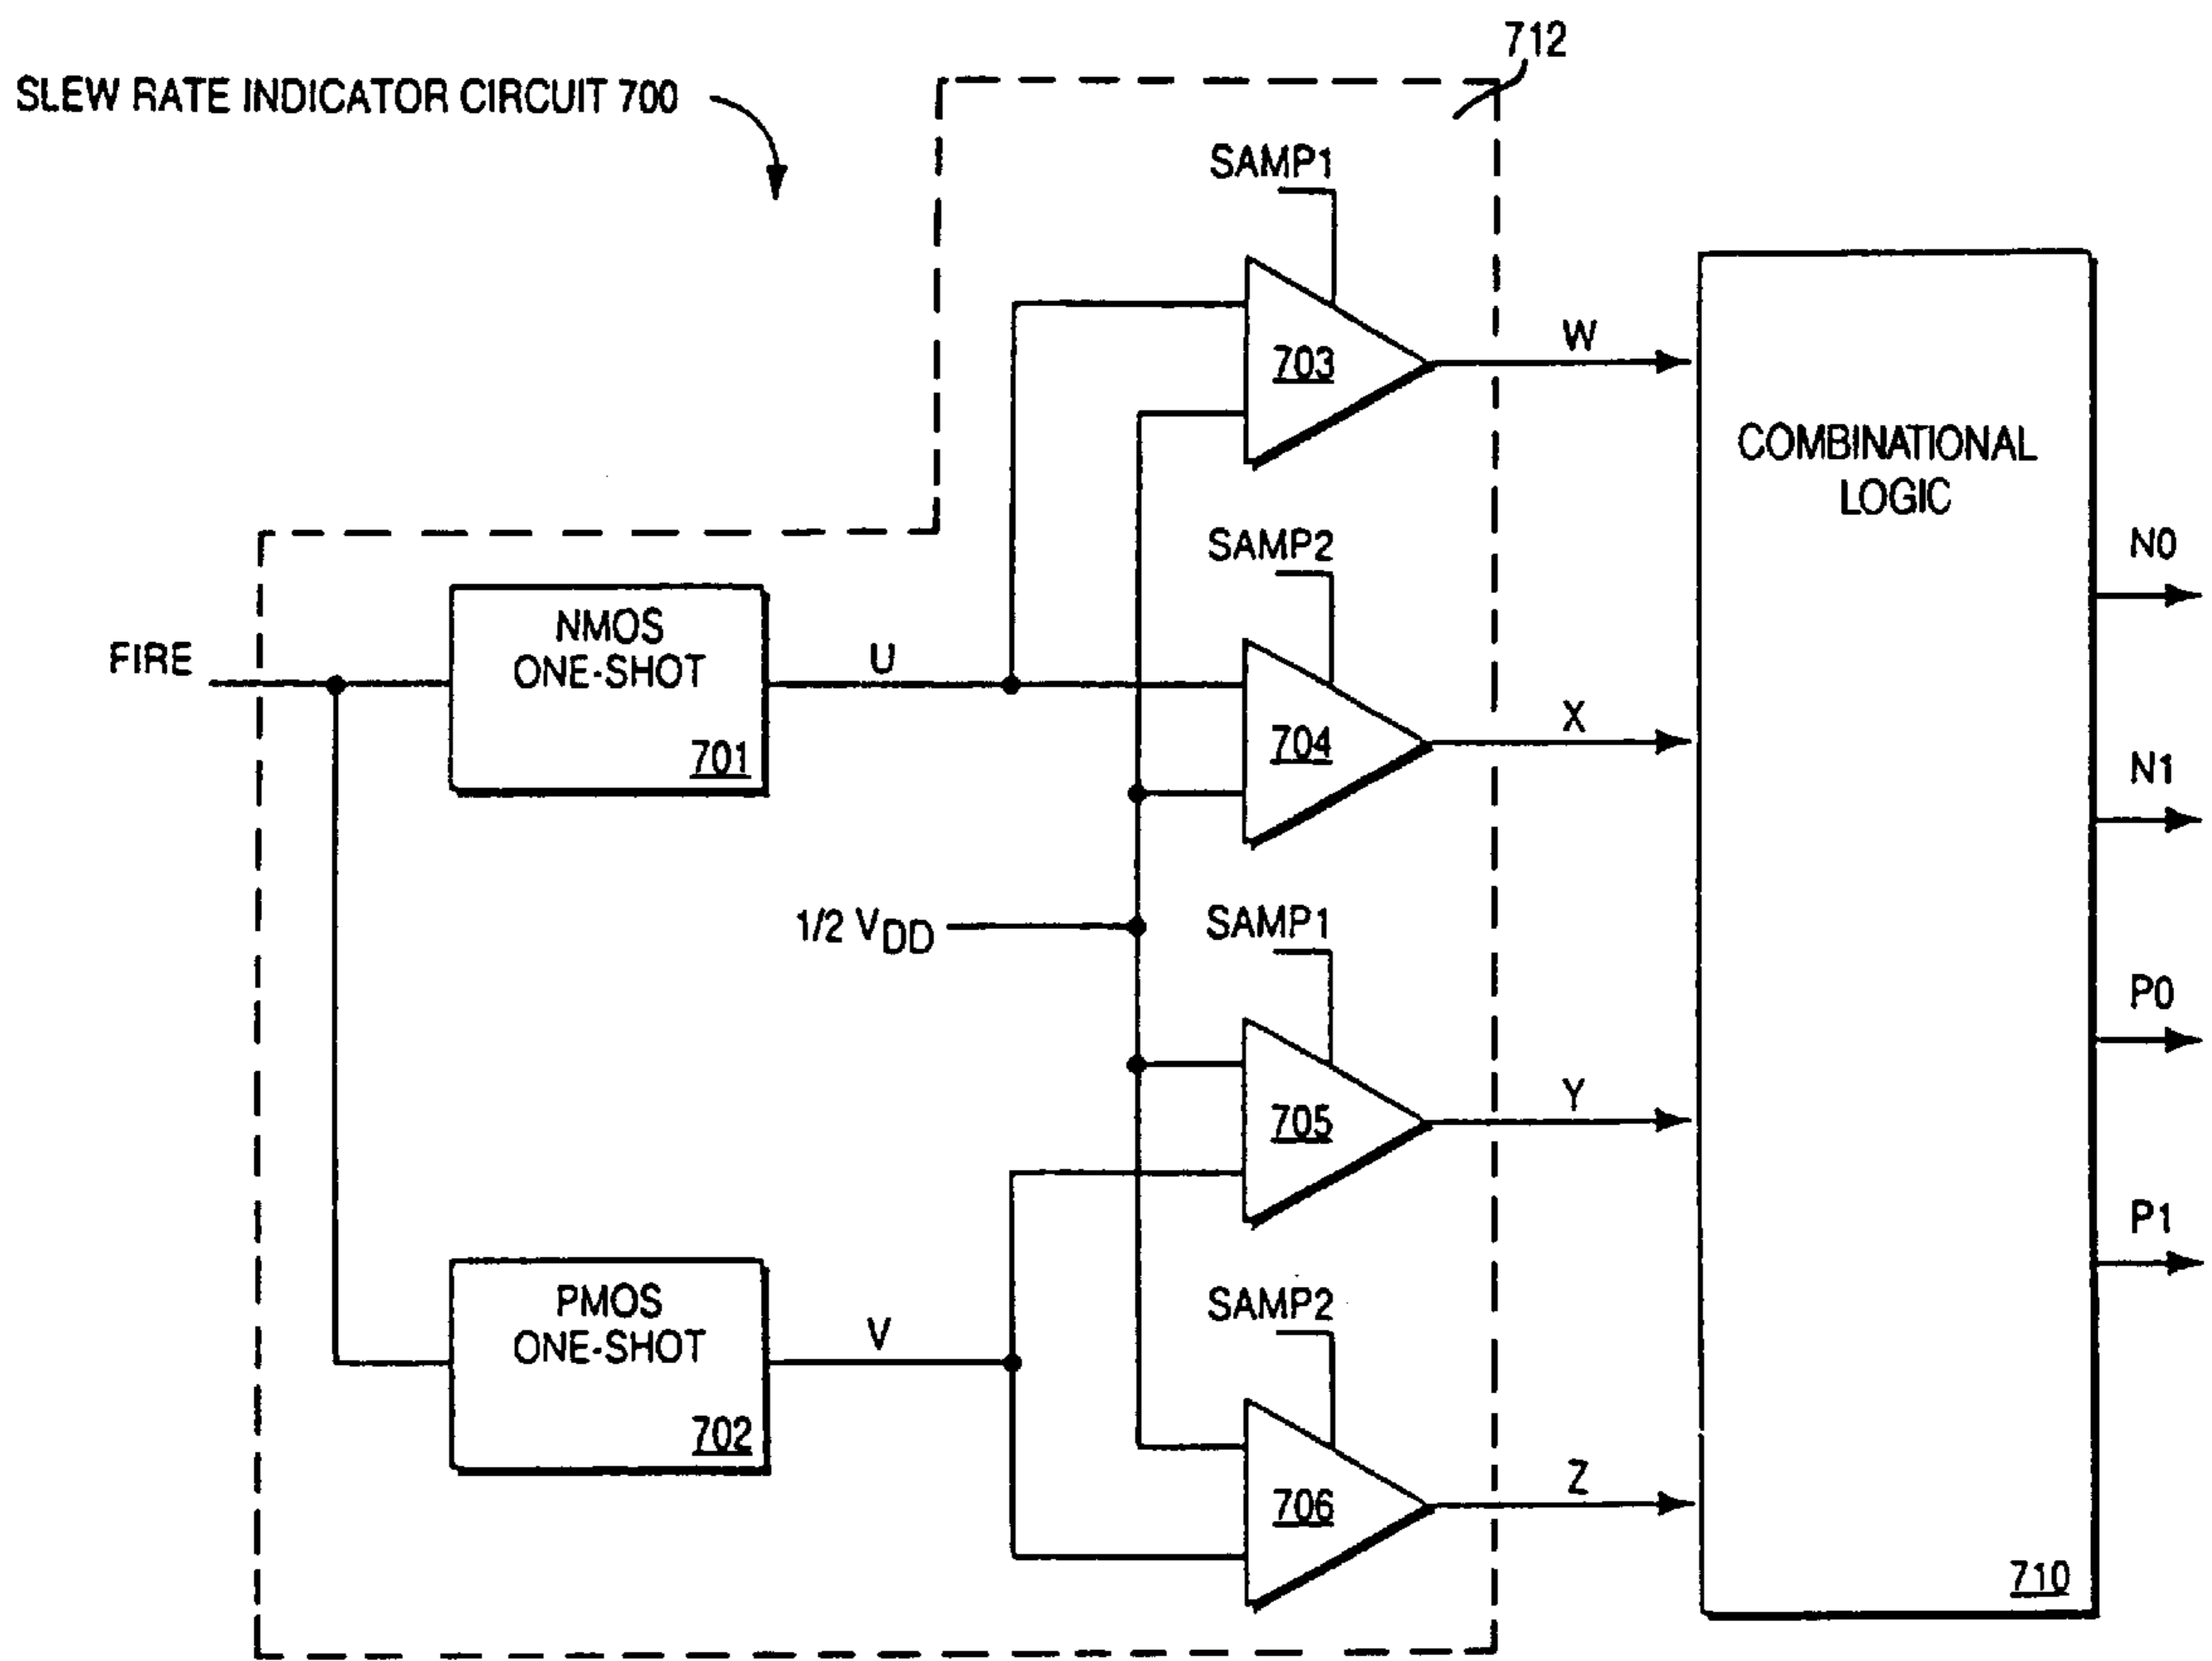 712
SLEW RATE INDICATOR CIRCUIT 700
SAMP1
703
W
COMBINATIONAL
LOGIC
SAMP2
N0
NMOS
ONE-SHOT
701
FIRE
U
704
X
N1
1/2 VDD
SAMP1
P0
705
Y
P1
SAMP2
PMOS
ONE-SHOT
702
V
706
Z
710